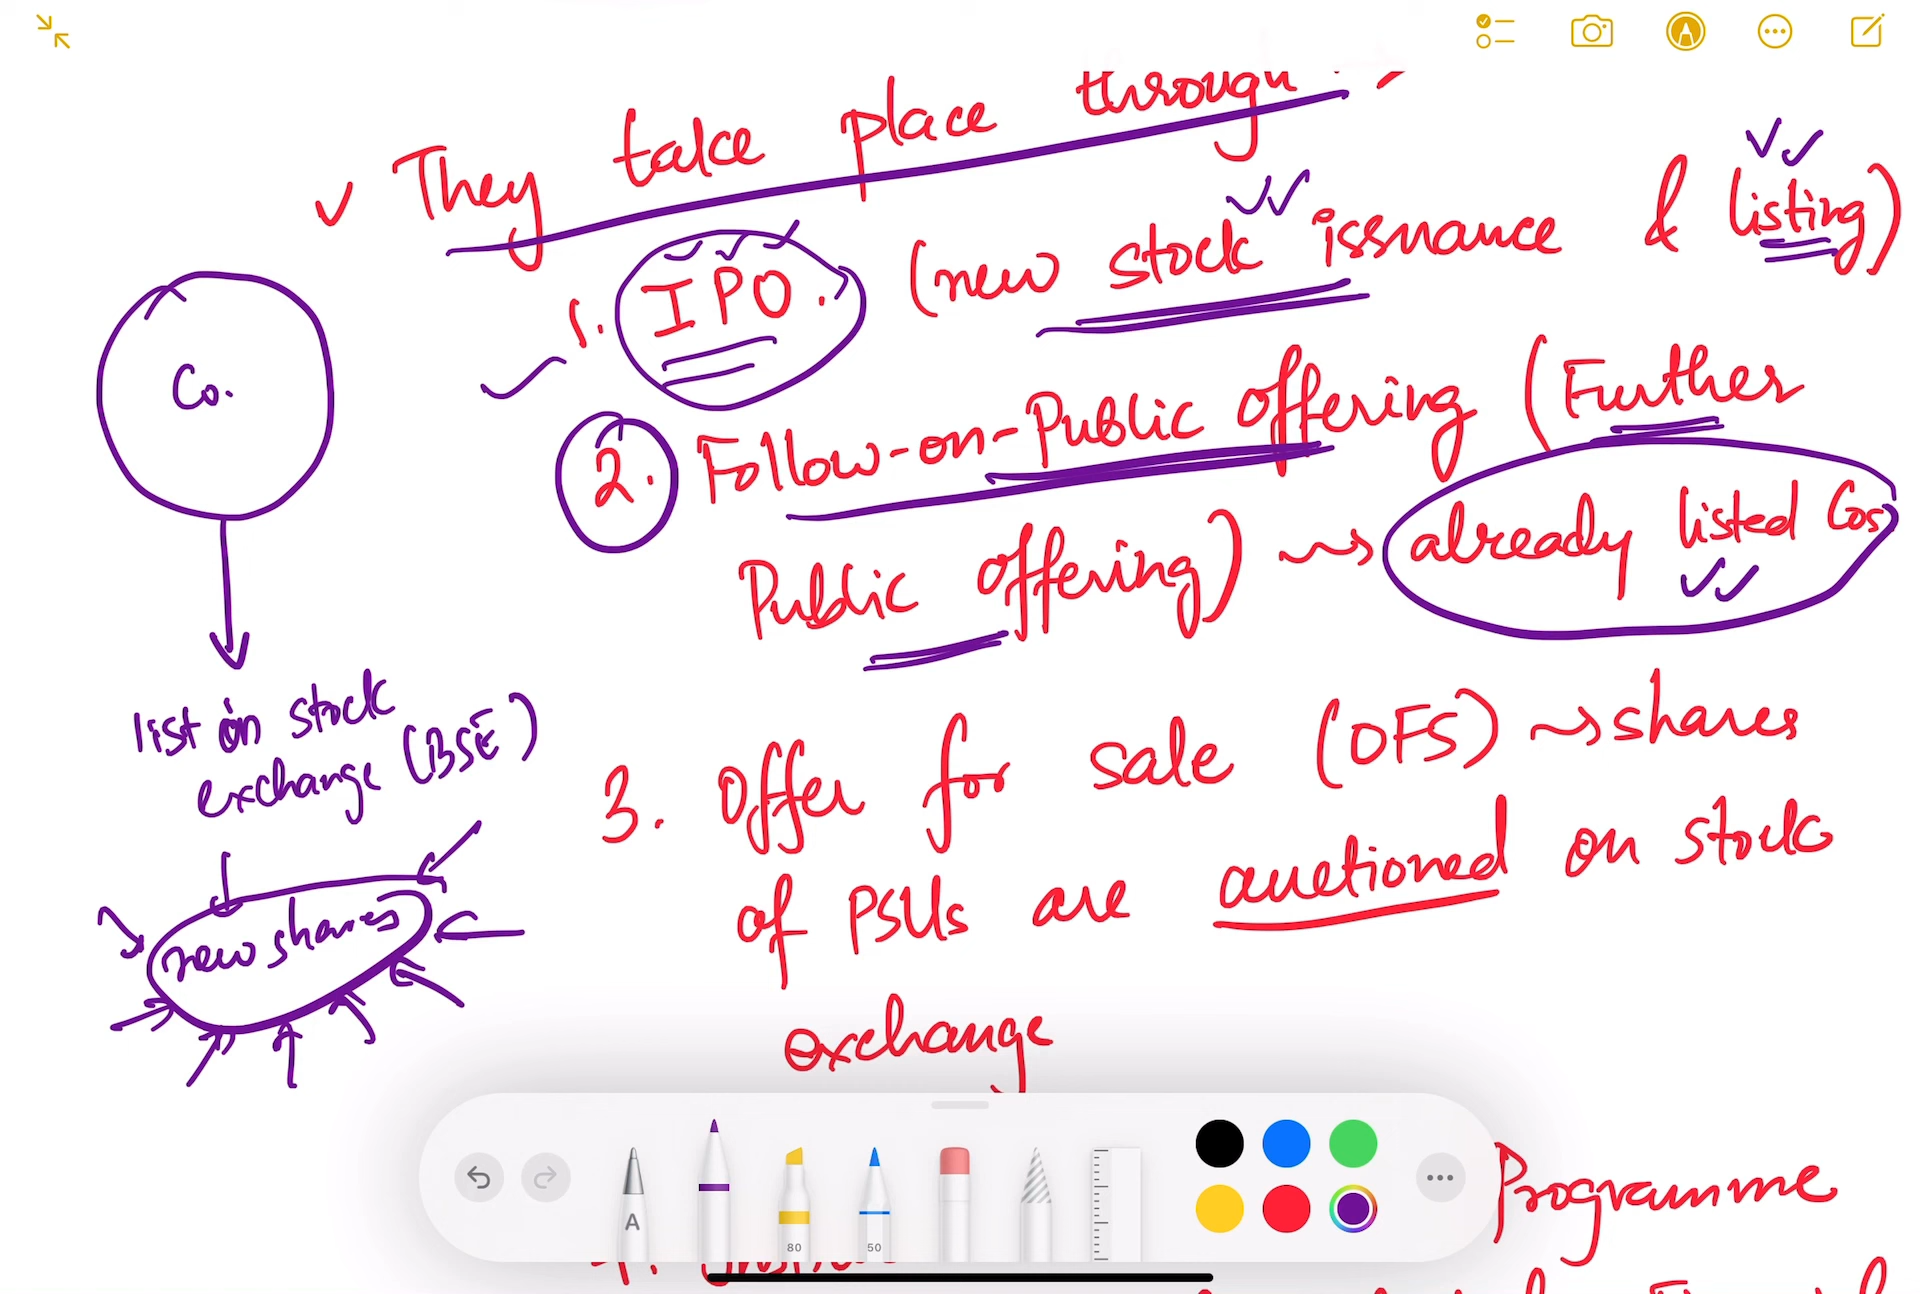 They take place through
1. IPO. (new stock issuance & listing)
2. Follow-on-Public Offering (Further
Public Offering) → already listed Cos
3. Offer for sale (OFS) → shares
of PSUs are auctioned on stock
exchange
Programme
Co.
list on stock
exchange (BSE)
new shares
A
80
50